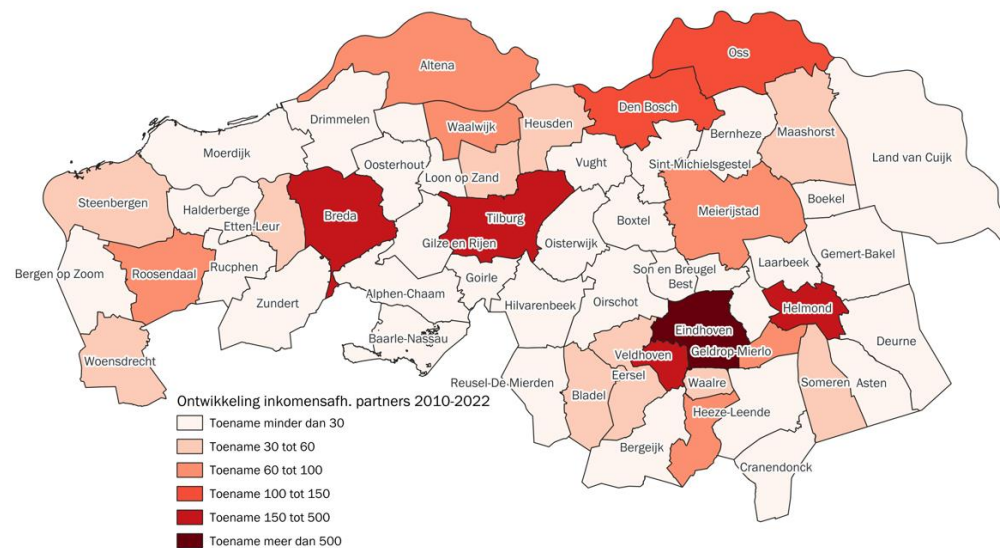 Oss
Altena
Den Bosch
Drimmelen
Heusden
Waalwijk
Bernheze
Maashorst
Moerdijk
Land van Cuijk
Oosterhout
Vught
Sint-Michielsgestel
Loon op Zand
Steenbergen
Boekel
Halderberge
Meierijstad
Breda
Tilburg
Boxtel
Etten-Leur
Gilze en Rijen
Oisterwijk
Gemert-Bakel
Laarbeek
Bergen op Zoom
Roosendaal
Rucphen
Son en Breugel
Goirle
Best
Alphen-Chaam
Oirschot
Zundert
Hilvarenbeek
Helmond
Eindhoven
Baarle-Nassau
Deurne
Geldrop-Mierlo
Veldhoven
Woensdrecht
Eersel
Reusel-De Mierden
Waalre
Someren
Asten
Bladel
Heeze-Leende
Bergeijk
Cranendonck
Ontwikkeling inkomensafh. partners 2010-2022
Toename minder dan 30
Toename 30 tot 60
Toename 60 tot 100
Toename 100 tot 150
Toename 150 tot 500
Toename meer dan 500